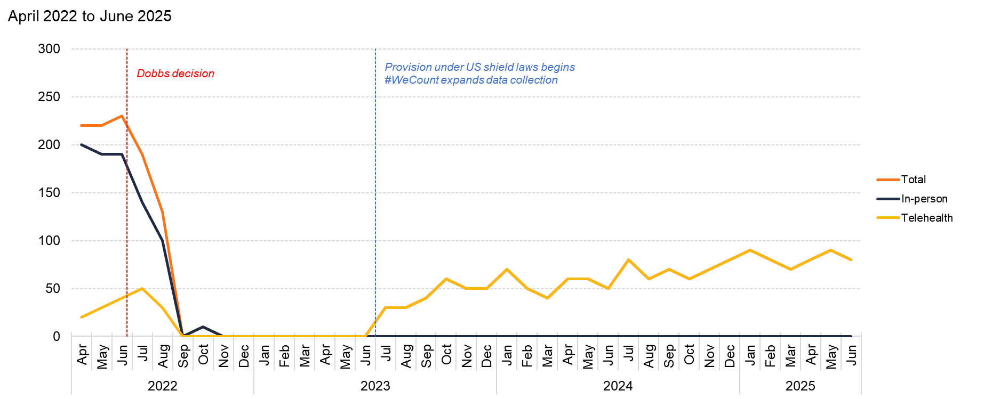 April 2022 to June 2025
300
250
200
150
100
50
0
Dobbs decision
Provision under US shield laws begins
#WeCount expands data collection
Total
In-person
Telehealth
Apr May Jun Jul Aug Sep Oct Nov Dec Jan Feb Mar Apr May Jun Jul Aug Sep Oct Nov Dec Jan Feb Mar Apr May Jun Jul Aug Sep Oct Nov Dec Jan Feb Mar Apr May Jun
2022 2023 2024 2025